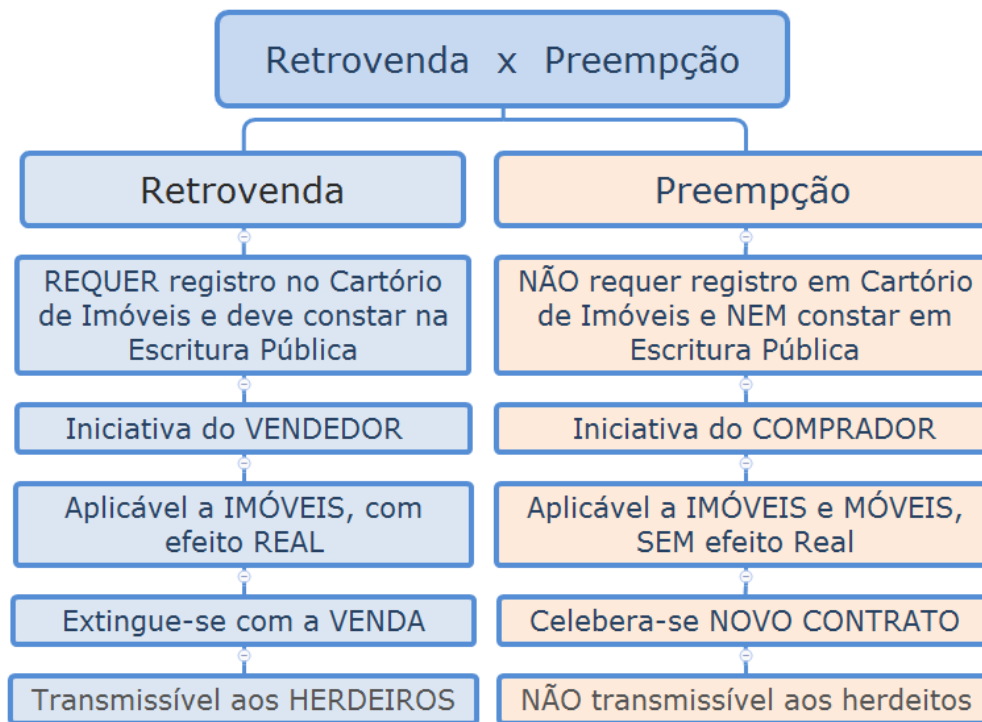 Retrovenda x Preempção
Retrovenda
REQUER registro no Cartório
de Imóveis e deve constar na
Escritura Pública
Iniciativa do VENDEDOR
Aplicável a IMÓVEIS, com
efeito REAL
Extingue-se com a VENDA
Transmissível aos HERDEIROS
Preempção
NÃO requer registro em Cartório
de Imóveis e NEM constar em
Escritura Pública
Iniciativa do COMPRADOR
Aplicável a IMÓVEIS e MÓVEIS,
SEM efeito Real
Celebera-se NOVO CONTRATO
NÃO transmissível aos herdeitos